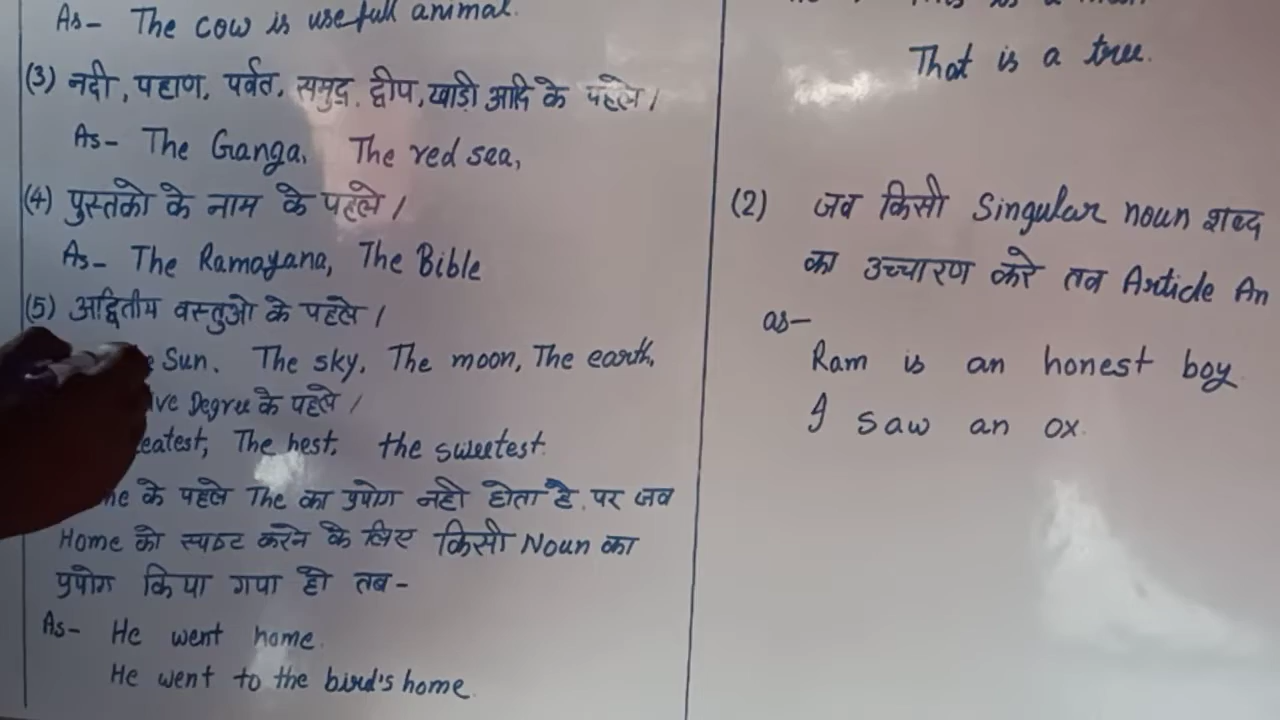 As- The cow is usefull animal.
(3) नदी, पहाण, पर्वत, समुद्र, द्वीप, खाड़ी आदि के पहले।
As- The Ganga, The red sea,
(4) पुस्तको के नाम के पहले।
As- The Ramayana, The Bible
(5) अद्वितीय वस्तुओ के पहले।
Sun. The sky, The moon, The earth.
Degree के पहले।
The best. the sweetest.
के पहले The का प्रयोग नही होता है. पर जब
Home को स्पष्ट करने के लिए किसी Noun का
प्रयोग किया गया हो तब-
As- He went home.
He went to the bird's home.
That is a tree.
(2) जब किसी Singular noun शब्द
का उच्चारण करे तब Article An
as-
Ram is an honest boy
I saw an ox.